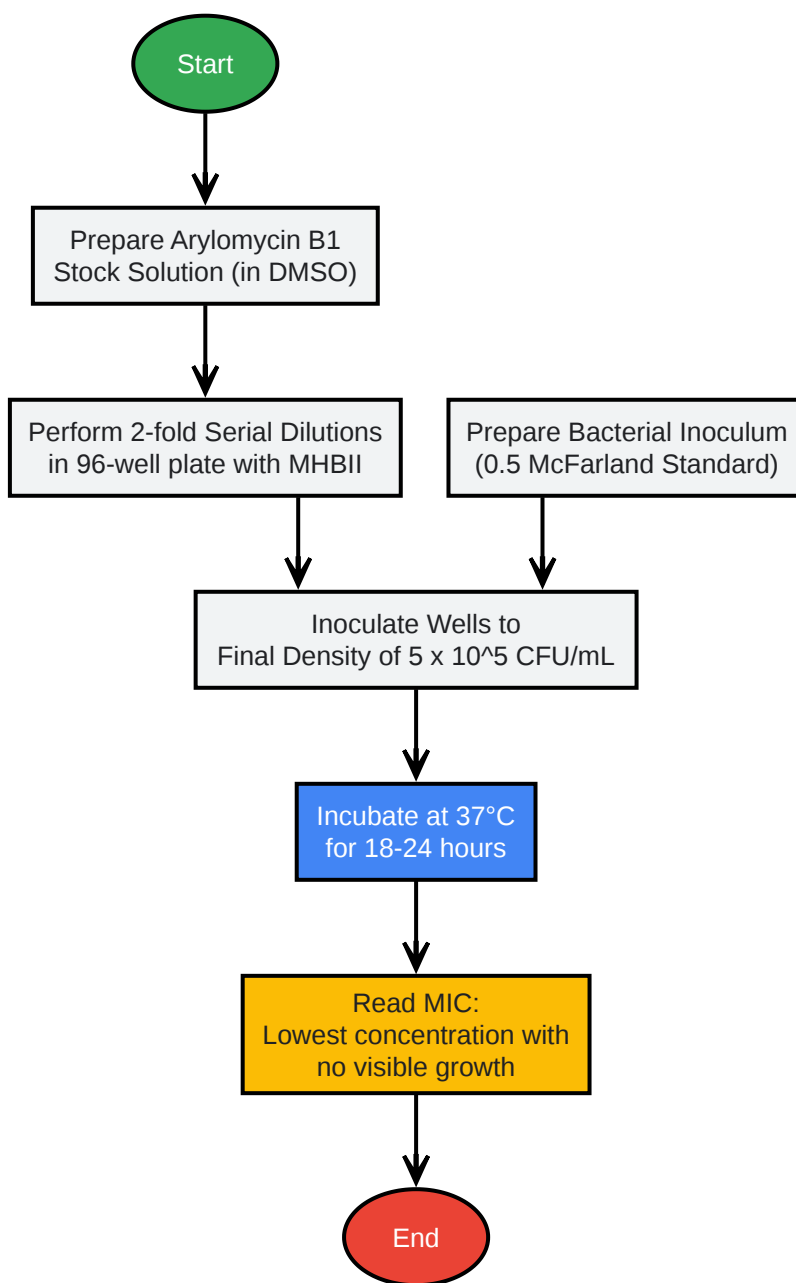 Start
Prepare Arylomycin B1
Stock Solution (in DMSO)
Perform 2-fold Serial Dilutions
in 96-well plate with MHBII
Prepare Bacterial Inoculum
(0.5 McFarland Standard)
Inoculate Wells to
Final Density of 5 x 10^5 CFU/mL
Incubate at 37°C
for 18-24 hours
Read MIC:
Lowest concentration with
no visible growth
End